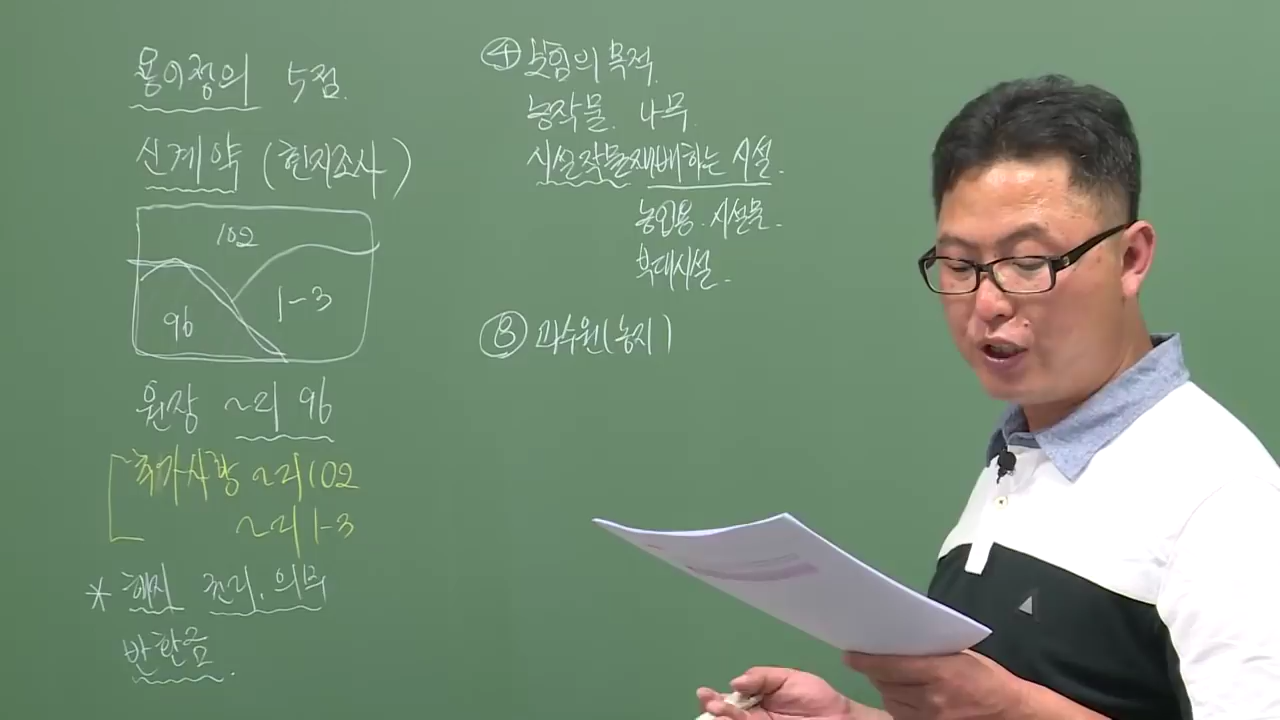 용어정의 5점.
신계약 (현지조사)
102
96
1-3
원장 ~리 96
추가사항 ~리 102
~리 1-3
* 해지 권리. 의무
반환금.
④ 보험의 목적.
농작물. 나무.
시설작물재배하는 시설.
농업용. 시설물.
부대시설.
⑧ 과수원(농지)